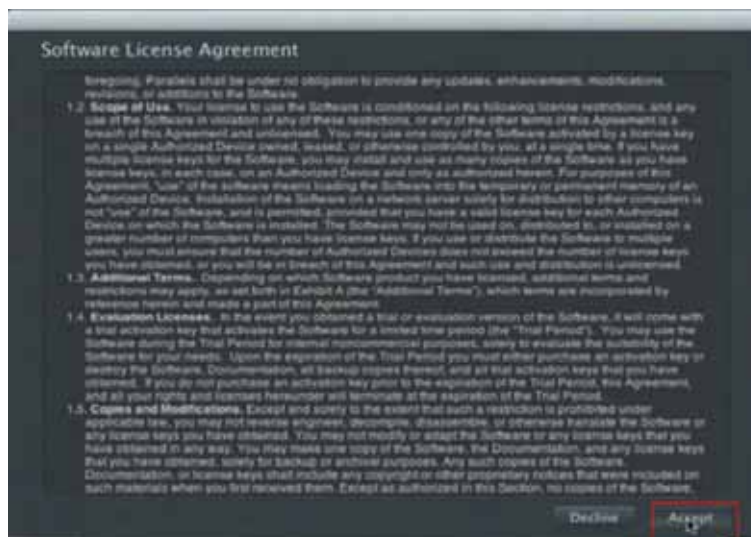 Software License Agreement
foregoing, Parallels shall be under no obligation to provide any updates, enhancements, modifications,
revisions, or additions to the Software.
1.2. Scope of Use. Your license to use the Software is conditioned on the following license restrictions, and any
use of the Software in violation of any of these restrictions, or any of the other terms of this Agreement is a
breach of this Agreement and unlicensed. You may use one copy of the Software activated by a license key
on a single Authorized Device owned, leased, or otherwise controlled by you, at a single time. If you have
multiple license keys for the Software, you may install and use as many copies of the Software as you have
license keys, in each case, on an Authorized Device and only as authorized herein. For purposes of this
Agreement, "use" of the software means loading the Software into the temporary or permanent memory of an
Authorized Device. Installation of the Software on a network server solely for distribution to other computers is
not "use" of the Software, and is permitted, provided that you have a valid license key for each Authorized
Device on which the Software is installed. The Software may not be used on, distributed to, or installed on a
greater number of computers than you have license keys. If you use or distribute the Software to multiple
users, you must ensure that the number of Authorized Devices does not exceed the number of license keys
you have obtained, or you will be in breach of this Agreement and such use and distribution is unlicensed.
1.3. Additional Terms. Depending on which Software product you have licensed, additional terms and
restrictions may apply, as set forth in Exhibit A (the "Additional Terms"), which terms are incorporated by
reference herein and made a part of this Agreement.
1.4. Evaluation Licenses. In the event you obtained a trial or evaluation version of the Software, it will come with
a trial activation key that activates the Software for a limited time period (the "Trial Period"). You may use the
Software during the Trial Period for internal noncommercial purposes, solely to evaluate the suitability of the
Software for your needs. Upon the expiration of the Trial Period you must either purchase an activation key or
destroy the Software, Documentation, all backup copies thereof, and all trial activation keys that you have
obtained. If you do not purchase an activation key prior to the expiration of the Trial Period, this Agreement,
and all your rights and licenses hereunder will terminate at the expiration of the Trial Period.
1.5. Copies and Modifications. Except and solely to the extent that such a restriction is prohibited under
applicable law, you may not reverse engineer, decompile, disassemble, or otherwise translate the Software or
any license keys you have obtained. You may not modify or adapt the Software or any license keys that you
have obtained in any way. You may make one copy of the Software, the Documentation, and any license keys
that you have obtained, solely for backup or archival purposes. Any such copies of the Software,
Documentation, or license keys shall include any copyright or other proprietary notices that were included on
such materials when you first received them. Except as authorized in this Section, no copies of the Software,
Decline
Accept